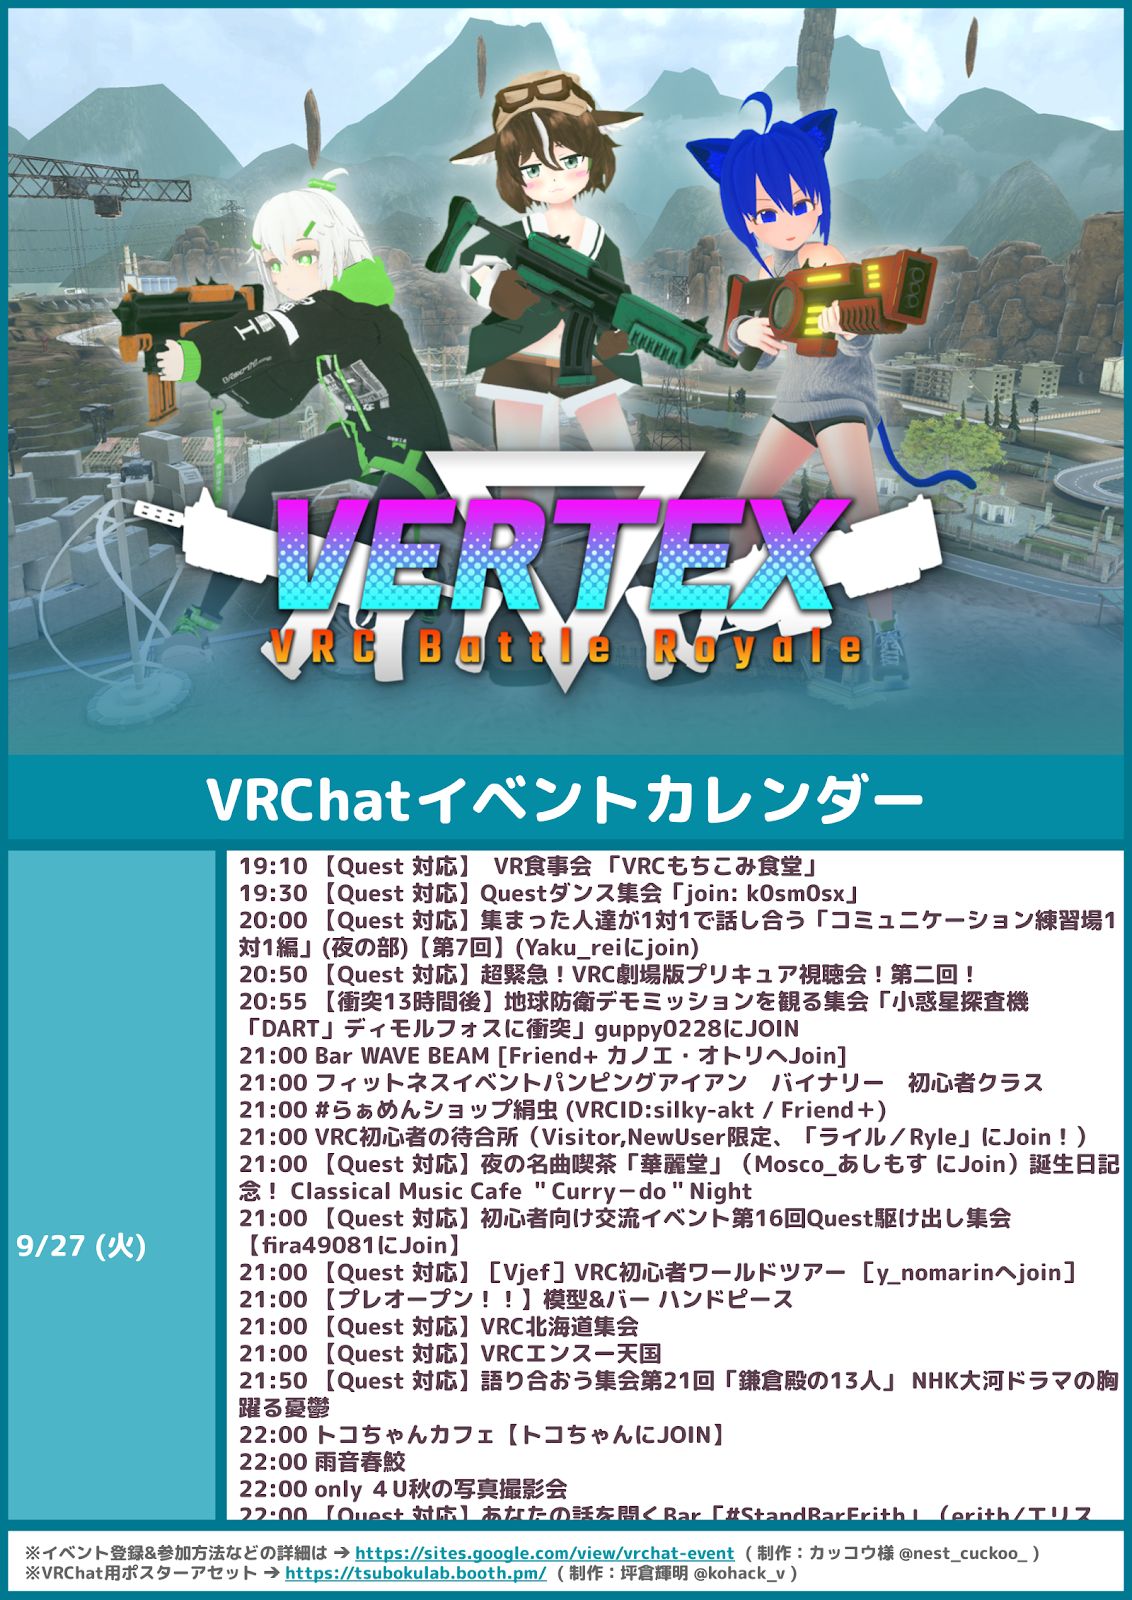 VERTEX
VRC Battle Royale
VRChatイベントカレンダー
9/27 (火)
19:10 【Quest 対応】 VR食事会 「VRCもちこみ食堂」
19:30 【Quest 対応】Questダンス集会「join: k0sm0sx」
20:00 【Quest 対応】集まった人達が1対1で話し合う「コミュニケーション練習場1
対1編」(夜の部)【第7回】(Yaku_reiにjoin)
20:50 【Quest 対応】超緊急！VRC劇場版プリキュア視聴会！第二回！
20:55 【衝突13時間後】地球防衛デモミッションを観る集会「小惑星探査機
「DART」ディモルフォスに衝突」guppy0228にJOIN
21:00 Bar WAVE BEAM [Friend+ カノエ・オトリへJoin]
21:00 フィットネスイベントパンピングアイアン　バイナリー　初心者クラス
21:00 #らぁめんショップ絹虫 (VRCID:silky-akt / Friend＋)
21:00 VRC初心者の待合所（Visitor,NewUser限定、「ライル／Ryle」にJoin！）
21:00 【Quest 対応】夜の名曲喫茶「華麗堂」（Mosco_あしもす にJoin）誕生日記
念！ Classical Music Cafe ＂Curry－do＂Night
21:00 【Quest 対応】初心者向け交流イベント第16回Quest駆け出し集会
【fira49081にJoin】
21:00 【Quest 対応】［Vjef］VRC初心者ワールドツアー ［y_nomarinへjoin］
21:00 【プレオープン！！】模型&バー ハンドピース
21:00 【Quest 対応】VRC北海道集会
21:00 【Quest 対応】VRCエンスー天国
21:50 【Quest 対応】語り合おう集会第21回「鎌倉殿の13人」 NHK大河ドラマの胸
躍る憂鬱
22:00 トコちゃんカフェ【トコちゃんにJOIN】
22:00 雨音春鮫
22:00 only ４U秋の写真撮影会
22:00 【Quest 対応】あなたの話を聞くBar「#StandBarErith」（erith/エリス
※イベント登録&参加方法などの詳細は ➔ https://sites.google.com/view/vrchat-event ( 制作：カッコウ様 @nest_cuckoo_ )
※VRChat用ポスターアセット ➔ https://tsubokulab.booth.pm/ ( 制作：坪倉輝明 @kohack_v )